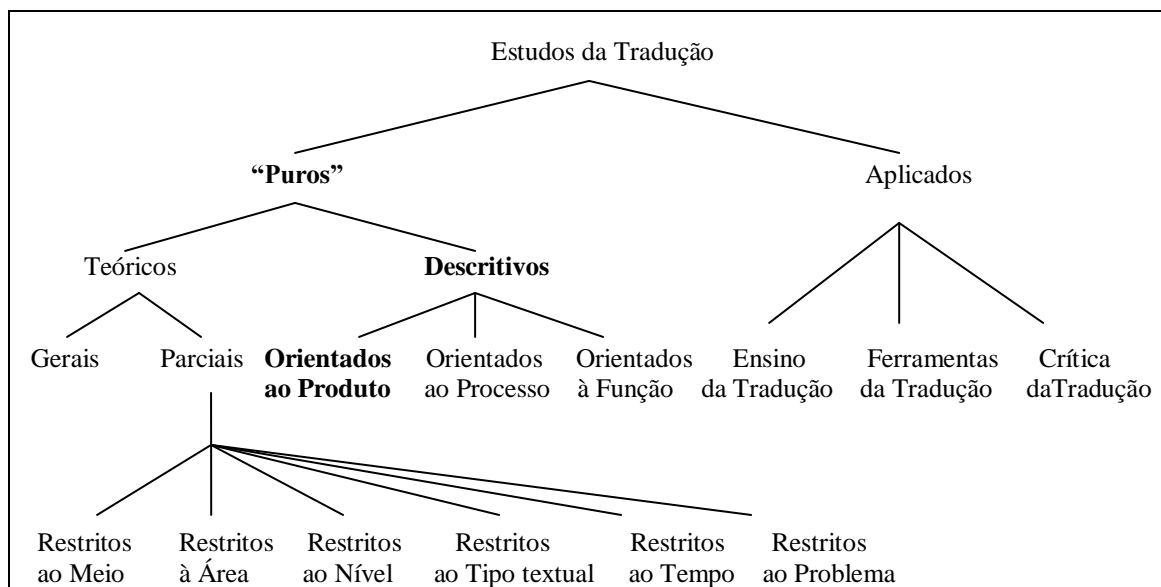 Estudos da Tradução
“Puros” Aplicados
Teóricos Descritivos
Gerais Parciais Orientados Orientados Orientados Ensino Ferramentas Crítica
ao Produto ao Processo à Função da Tradução da Tradução daTradução
Restritos Restritos Restritos Restritos Restritos Restritos
ao Meio à Área ao Nível ao Tipo textual ao Tempo ao Problema